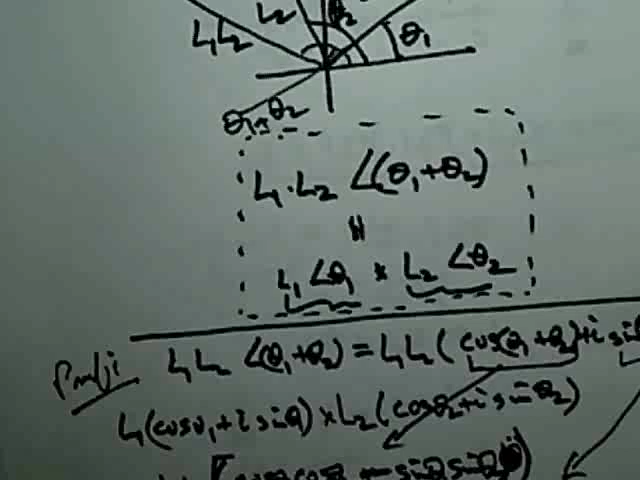 L₁L₂ L₂ θ₂ θ₁
θ₁+θ₂
L₁·L₂ ∠(θ₁+θ₂)
॥
L₁ ∠θ₁ × L₂ ∠θ₂
L₁L₂ ∠(θ₁+θ₂) = L₁L₂ (cos(θ₁+θ₂)+i sin
L₁(cosθ₁+i sinθ₁) × L₂(cosθ₂+i sinθ₂)